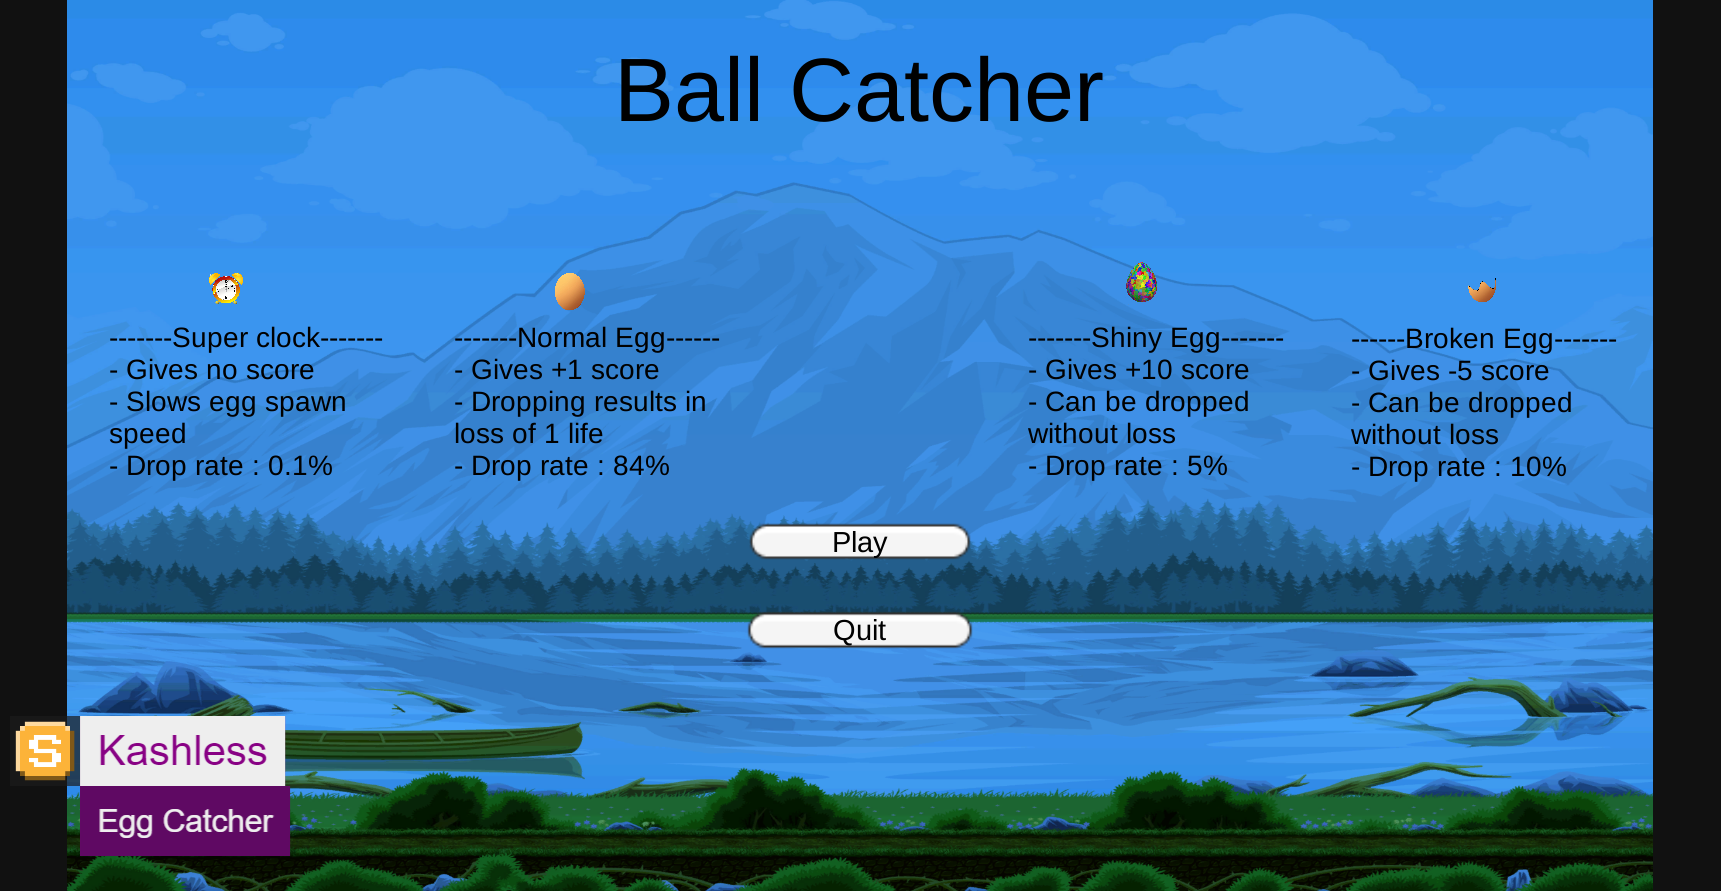 Ball Catcher
-------Super clock-------
- Gives no score
- Slows egg spawn
speed
- Drop rate : 0.1%
-------Normal Egg------
- Gives +1 score
- Dropping results in
loss of 1 life
- Drop rate : 84%
-------Shiny Egg-------
- Gives +10 score
- Can be dropped
without loss
- Drop rate : 5%
------Broken Egg-------
- Gives -5 score
- Can be dropped
without loss
- Drop rate : 10%
Play
Quit
S
Kashless
Egg Catcher